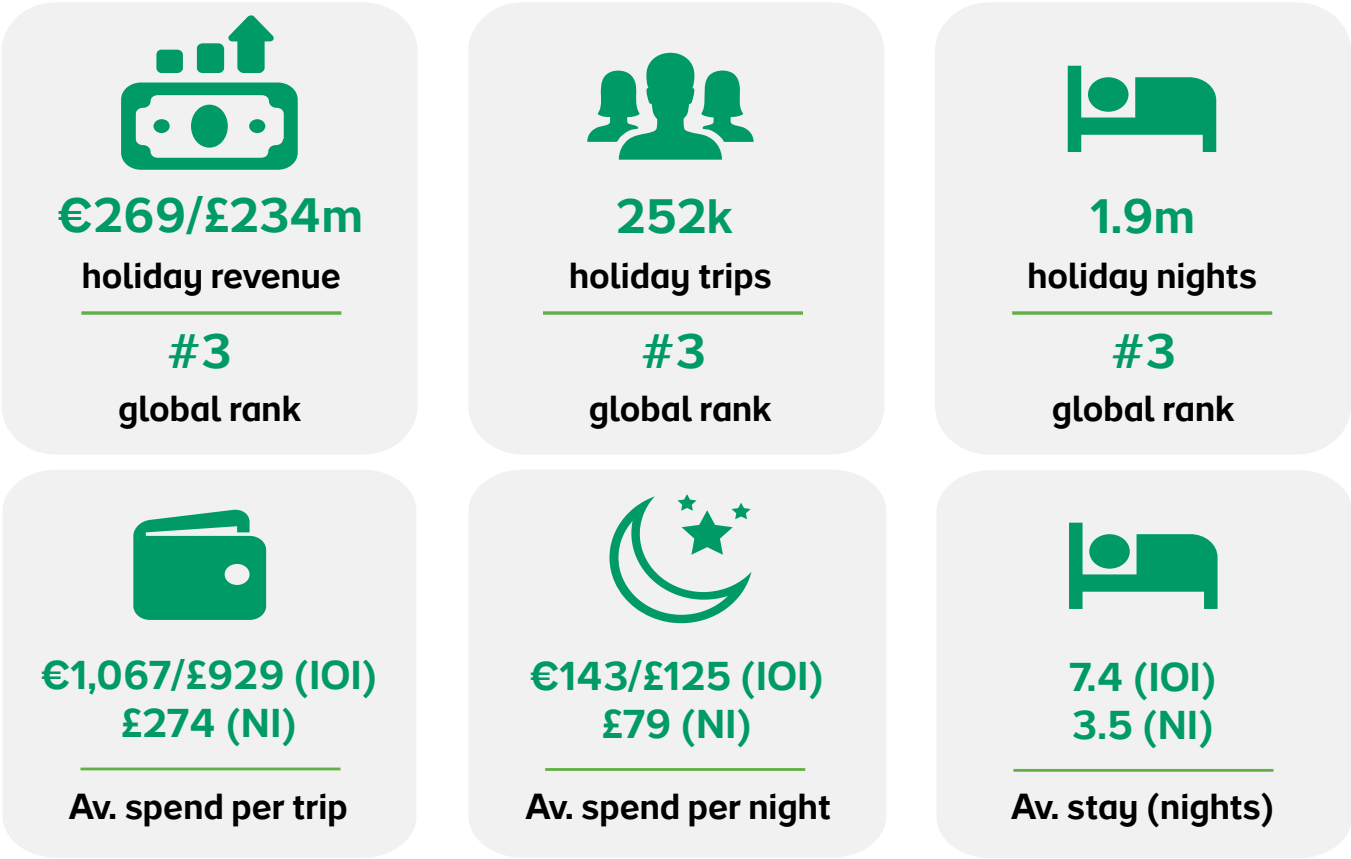 €269/£234m
holiday revenue
#3
global rank
252k
holiday trips
#3
global rank
1.9m
holiday nights
#3
global rank
€1,067/£929 (IOI)
£274 (NI)
Av. spend per trip
€143/£125 (IOI)
£79 (NI)
Av. spend per night
7.4 (IOI)
3.5 (NI)
Av. stay (nights)